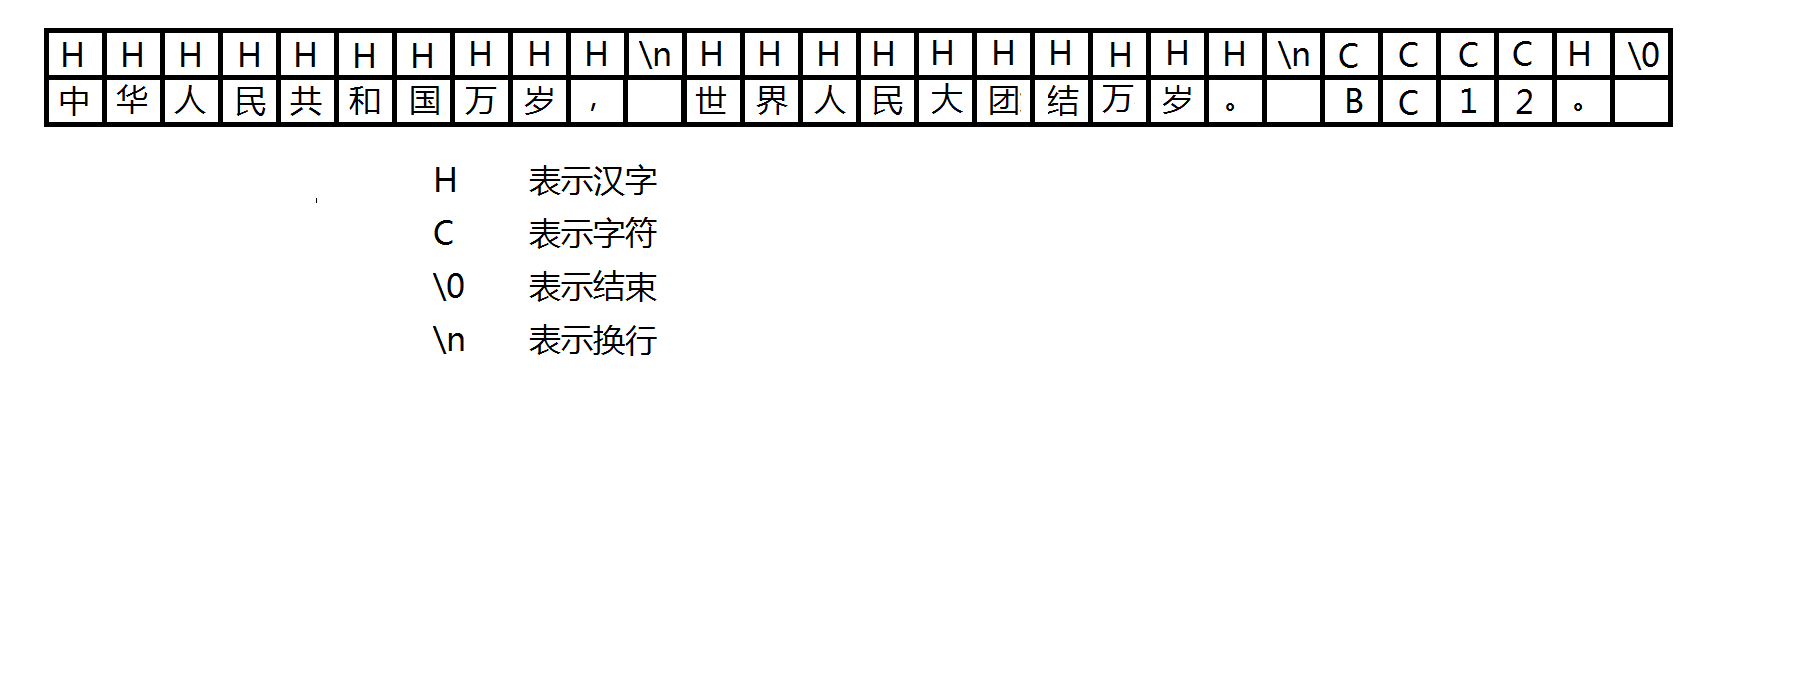 H H H H H H H H H H \n H H H H H H H H H H \n C C C C H \0
中 华 人 民 共 和 国 万 岁 , 世 界 人 民 大 团 结 万 岁 。 B C 1 2 。
H 表示汉字
C 表示字符
\0 表示结束
\n 表示换行